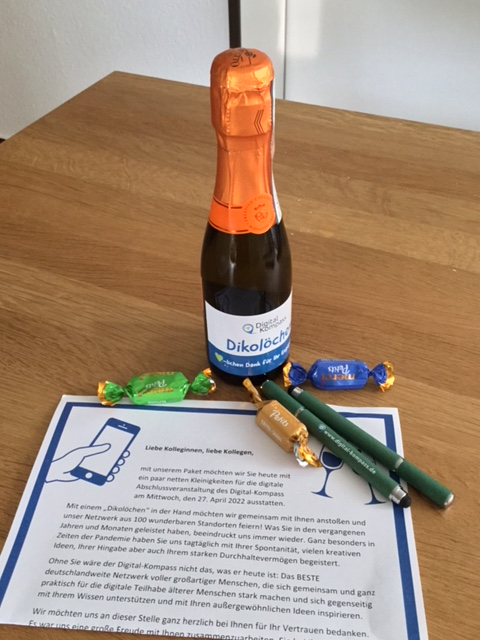 Digital
Kompass
Dikolöche
-lichen Dank für Ihr
merci
Petits
merci
Petits
Petits
www.digital-kompass.de
Liebe Kolleginnen, liebe Kollegen,
mit unserem Paket möchten wir Sie heute mit
ein paar netten Kleinigkeiten für die digitale
Abschlussveranstaltung des Digital-Kompass
am Mittwoch, den 27. April 2022 ausstatten.
Mit einem „Dikolöchen" in der Hand möchten wir gemeinsam mit Ihnen anstoßen und
unser Netzwerk aus 100 wunderbaren Standorten feiern! Was Sie in den vergangenen
Jahren und Monaten geleistet haben, beeindruckt uns immer wieder. Ganz besonders in
Zeiten der Pandemie haben Sie uns tagtäglich mit Ihrer Spontanität, vielen kreativen
Ideen, Ihrer Hingabe aber auch Ihrem starken Durchhaltevermögen begeistert.
Ohne Sie wäre der Digital-Kompass nicht das, was er heute ist: Das BESTE
deutschlandweite Netzwerk voller großartiger Menschen, die sich gemeinsam und ganz
praktisch für die digitale Teilhabe älterer Menschen stark machen und sich gegenseitig
mit Ihrem Wissen unterstützen und mit Ihren außergewöhnlichen Ideen inspirieren.
Wir möchten uns an dieser Stelle ganz herzlich bei Ihnen für Ihr Vertrauen bedanken.
Es war uns eine große Freude mit Ihnen zusammenzuarbeiten.